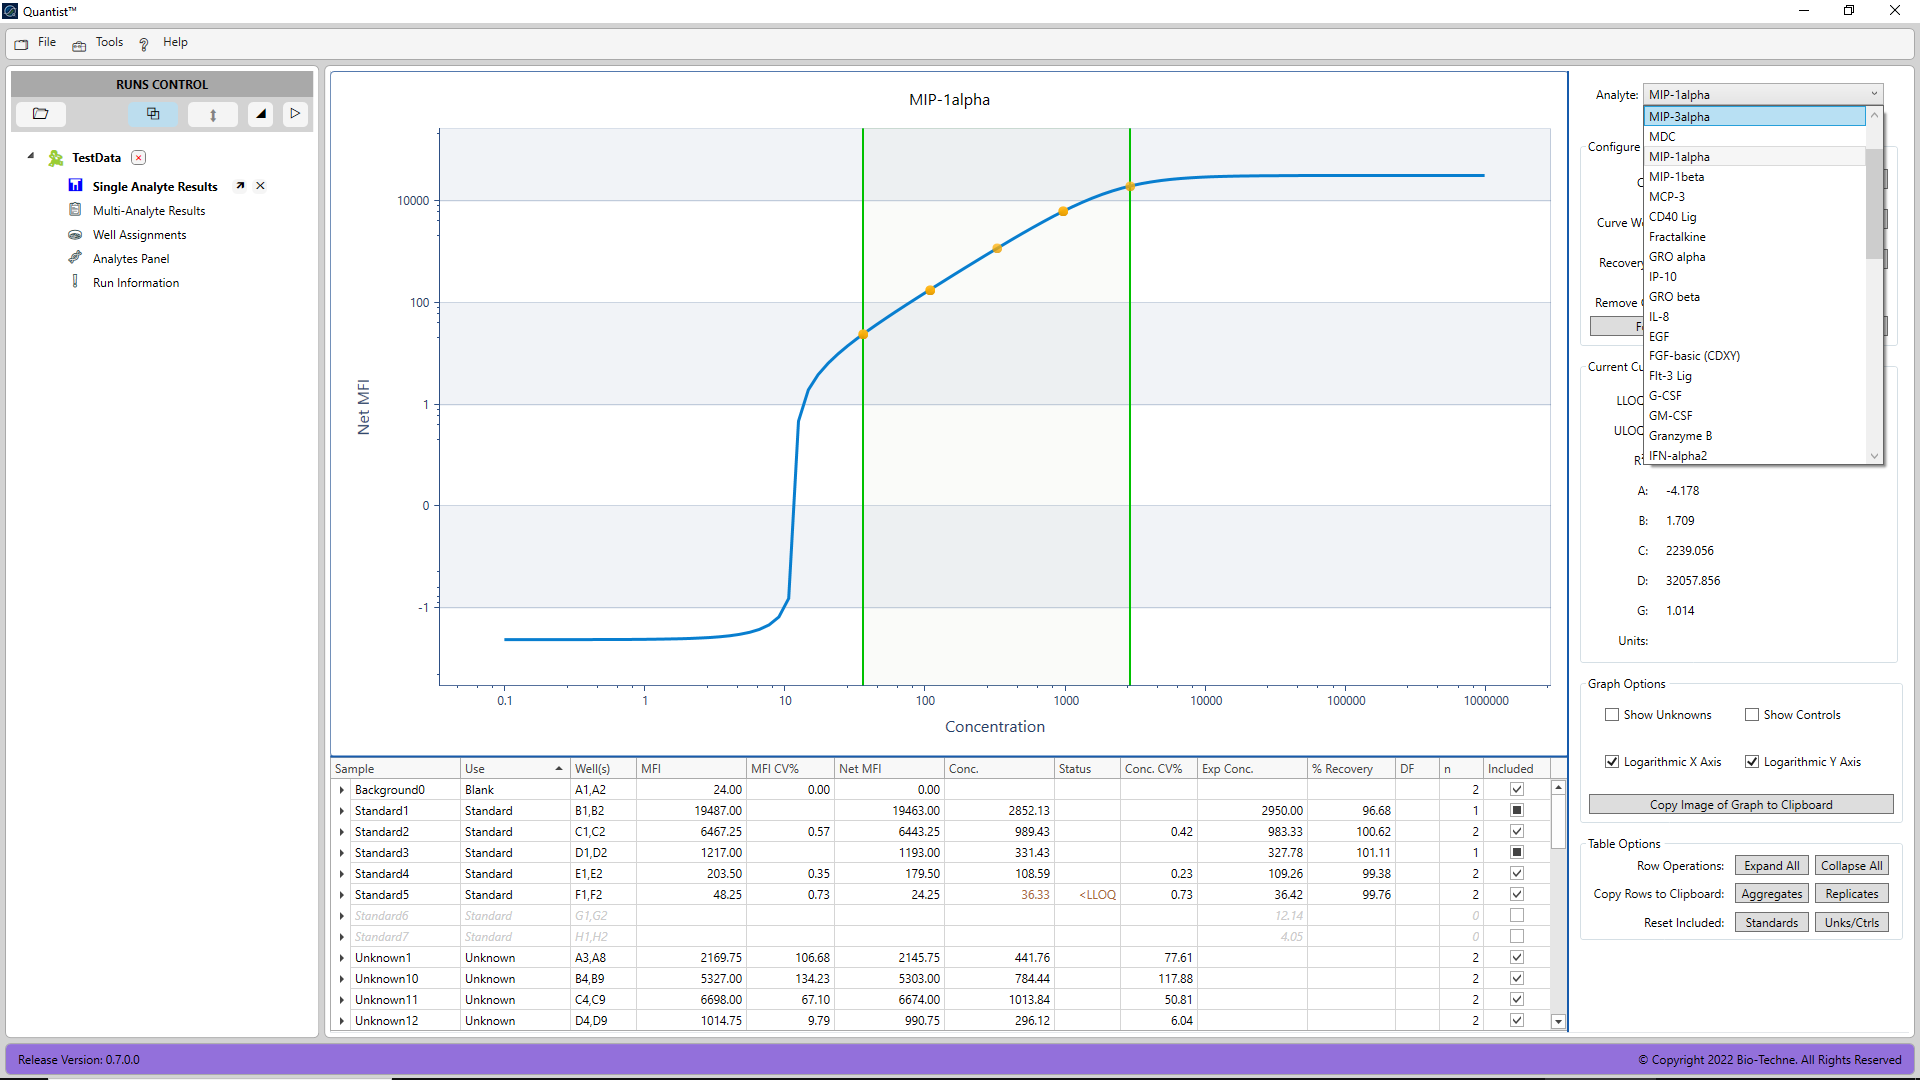 Quantist™
File Tools Help
RUNS CONTROL
TestData
Single Analyte Results
Multi-Analyte Results
Well Assignments
Analytes Panel
Run Information
MIP-1alpha
Net MFI
10000
100
1
0
-1
0.1 1 10 100 1000 10000 100000 1000000
Concentration
Sample Use Well(s) MFI MFI CV% Net MFI Conc. Status Conc. CV% Exp Conc. % Recovery DF n Included
Background0 Blank A1,A2 24.00 0.00 0.00 2
Standard1 Standard B1,B2 19487.00 19463.00 2852.13 2950.00 96.68 1
Standard2 Standard C1,C2 6467.25 0.57 6443.25 989.43 0.42 983.33 100.62 2
Standard3 Standard D1,D2 1217.00 1193.00 331.43 327.78 101.11 1
Standard4 Standard E1,E2 203.50 0.35 179.50 108.59 0.23 109.26 99.38 2
Standard5 Standard F1,F2 48.25 0.73 24.25 36.33 <LLOQ 0.73 36.42 99.76 2
Standard6 Standard G1,G2 12.14 0
Standard7 Standard H1,H2 4.05 0
Unknown1 Unknown A3,A8 2169.75 106.68 2145.75 441.76 77.61 2
Unknown10 Unknown B4,B9 5327.00 134.23 5303.00 784.44 117.88 2
Unknown11 Unknown C4,C9 6698.00 67.10 6674.00 1013.84 50.81 2
Unknown12 Unknown D4,D9 1014.75 9.79 990.75 296.12 6.04 2
Analyte: MIP-1alpha
MIP-3alpha
MDC
MIP-1alpha
MIP-1beta
MCP-3
CD40 Lig
Fractalkine
GRO alpha
IP-10
GRO beta
IL-8
EGF
FGF-basic (CDXY)
Flt-3 Lig
G-CSF
GM-CSF
Granzyme B
IFN-alpha2
Configure
Curve
Recovery
Remove
Current
A: -4.178
B: 1.709
C: 2239.056
D: 32057.856
G: 1.014
Units:
Graph Options
Show Unknowns Show Controls
Logarithmic X Axis Logarithmic Y Axis
Copy Image of Graph to Clipboard
Table Options
Row Operations: Expand All Collapse All
Copy Rows to Clipboard: Aggregates Replicates
Reset Included: Standards Unks/Ctrls
Release Version: 0.7.0.0
© Copyright 2022 Bio-Techne. All Rights Reserved